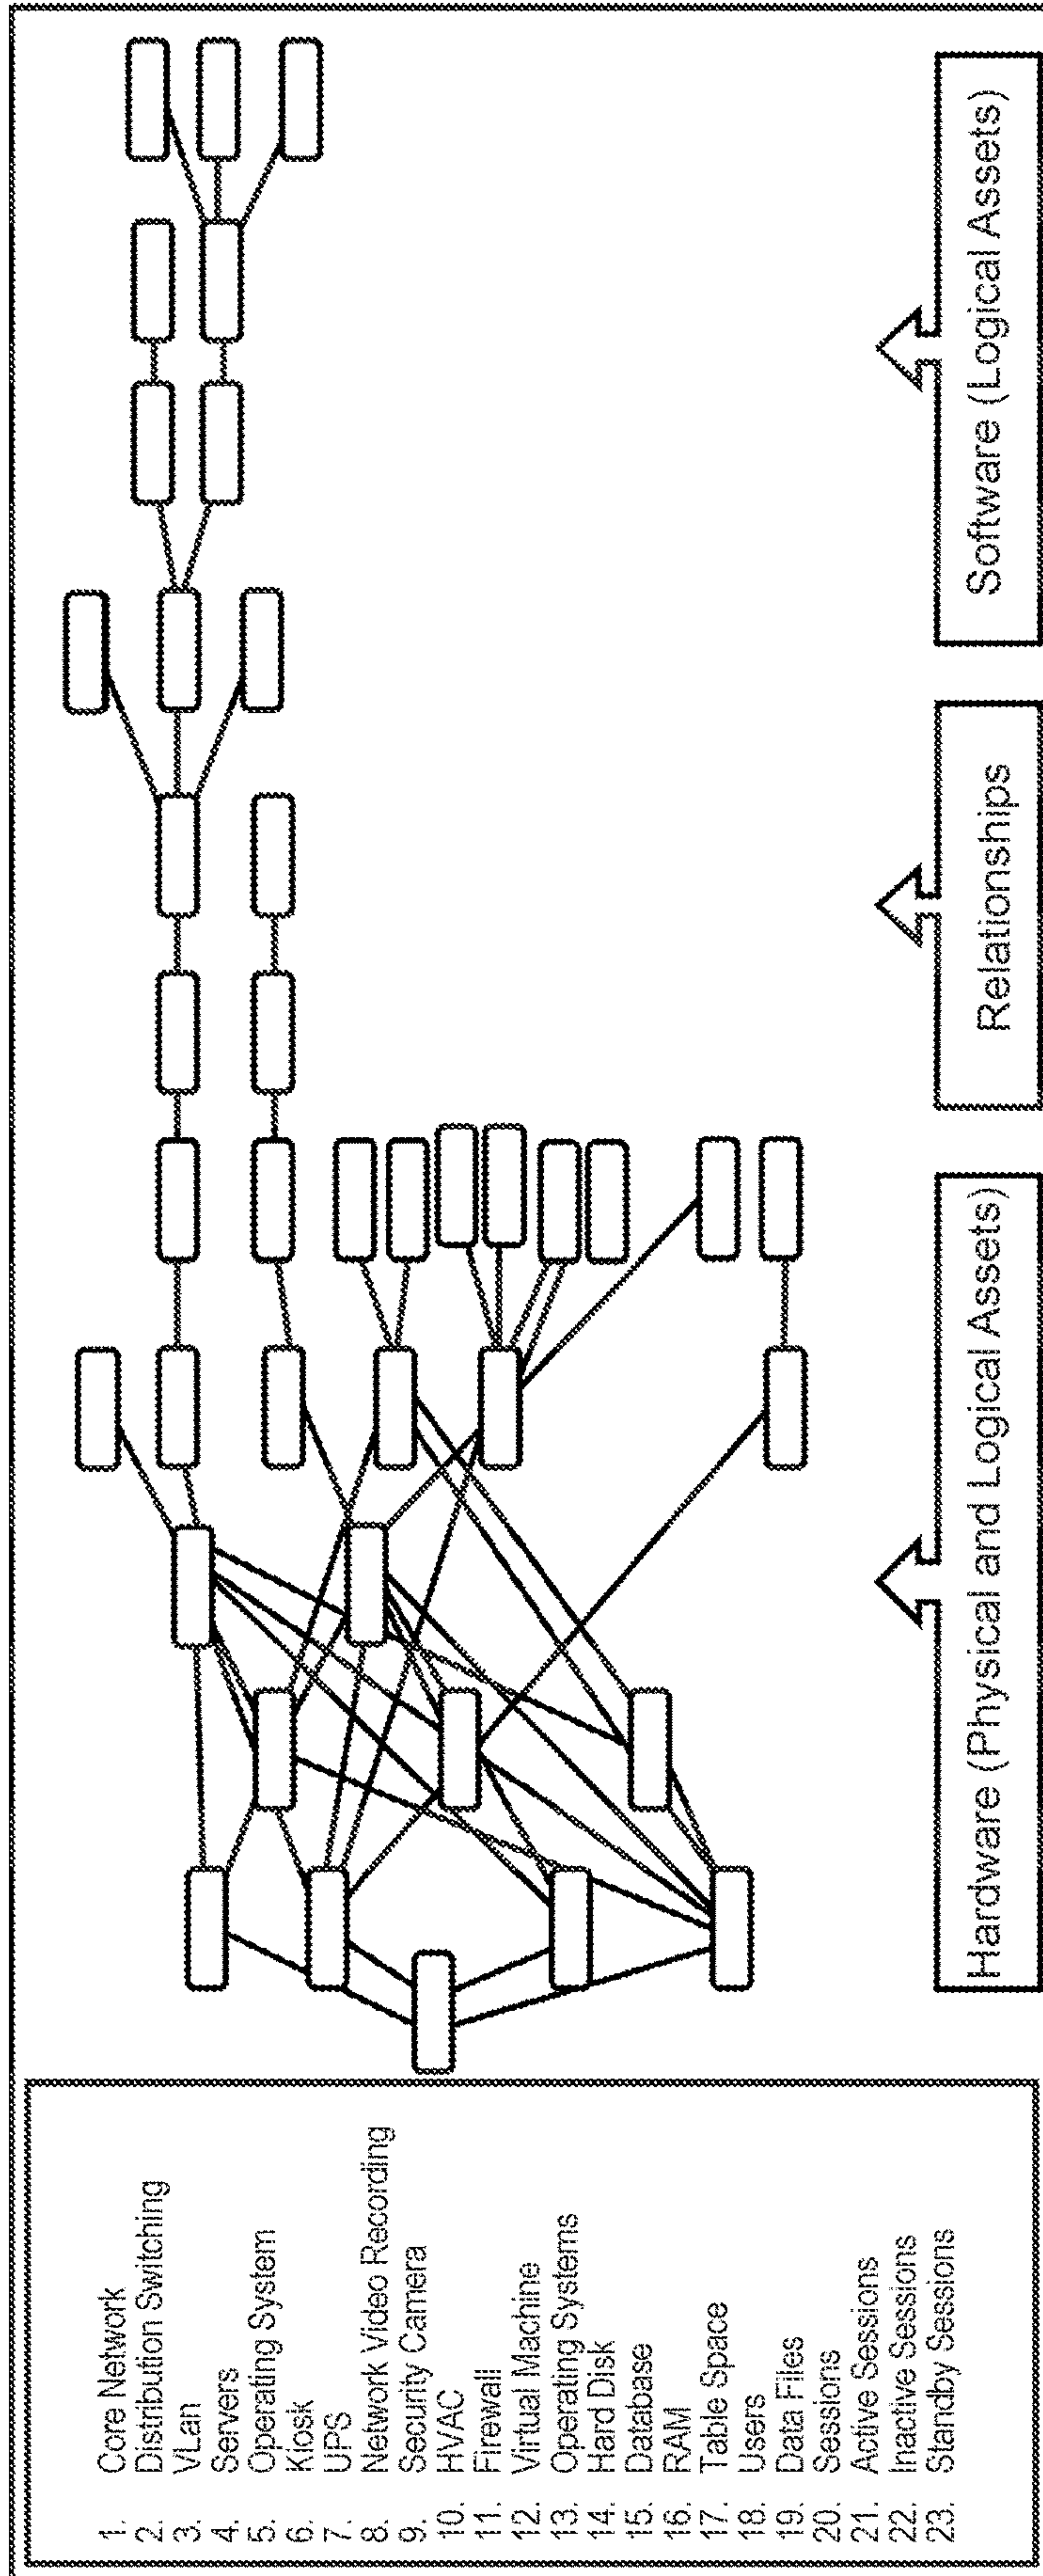 1. Core Network
2. Distribution Switching
3. VLan
4. Servers
5. Operating System
6. Kiosk
7. UPS
8. Network Video Recording
9. Security Camera
10. HVAC
11. Firewall
12. Virtual Machine
13. Operating Systems
14. Hard Disk
15. Database
16. RAM
17. Table Space
18. Users
19. Data Files
20. Sessions
21. Active Sessions
22. Inactive Sessions
23. Standby Sessions
Hardware (Physical and Logical Assets)
Relationships
Software (Logical Assets)